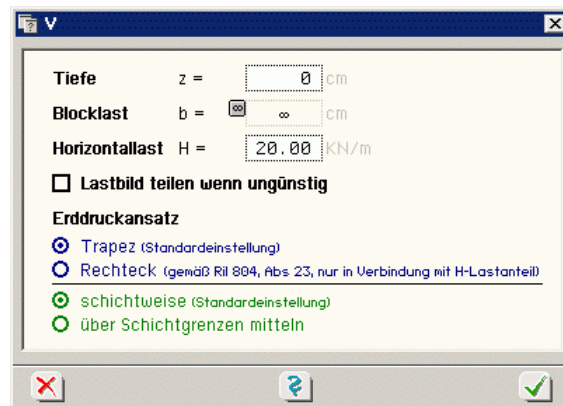 V
Tiefe z = 0 cm
Blocklast b = ∞ ∞ cm
Horizontallast H = 20.00 KN/m
Lastbild teilen wenn ungünstig
Erddruckansatz
Trapez (Standardeinstellung)
Rechteck (gemäß Ril 804, Abs 23, nur in Verbindung mit H-Lastanteil)
schichtweise (Standardeinstellung)
über Schichtgrenzen mitteln